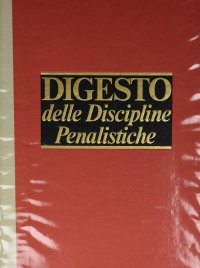 DIGESTO
delle Discipline
Penalistiche